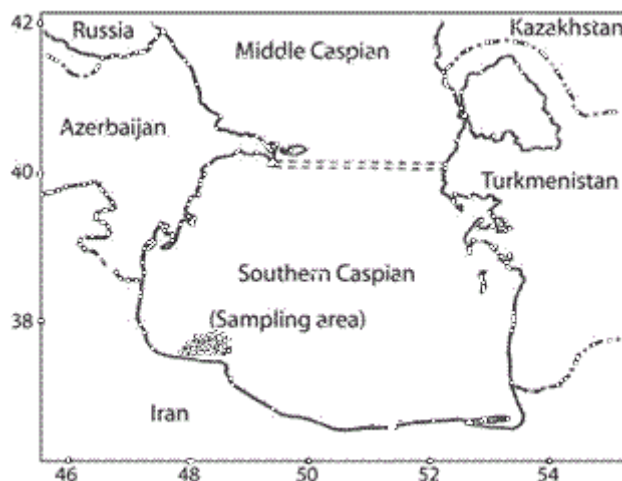 42
Russia
Kazakhstan
Middle Caspian
Azerbaijan
40
Turkmenistan
Southern Caspian
38
(Sampling area)
Iran
46
48
50
52
54